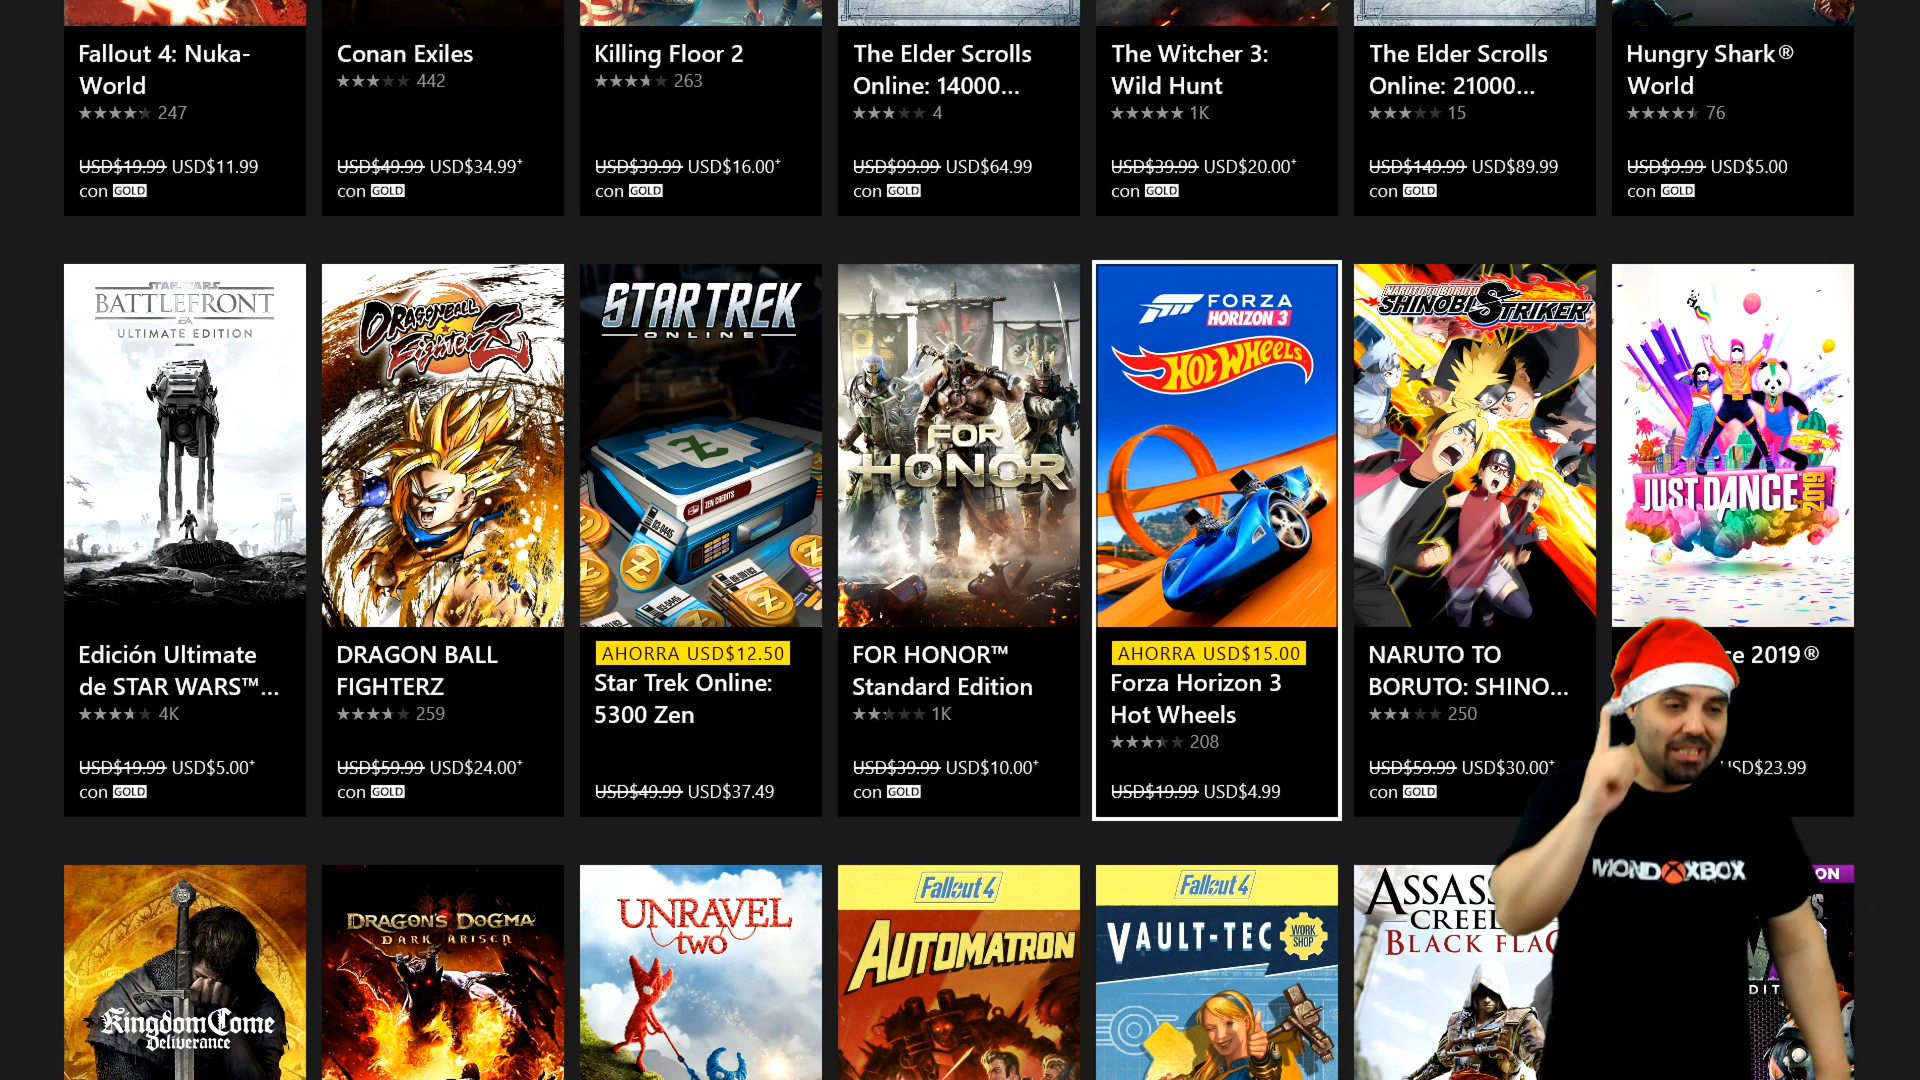 Fallout 4: Nuka-
World
247
USD$19.99 USD$11.99
con GOLD
Conan Exiles
442
USD$49.99 USD$34.99+
con GOLD
Killing Floor 2
263
USD$39.99 USD$16.00+
con GOLD
The Elder Scrolls
Online: 14000...
4
USD$99.99 USD$64.99
con GOLD
The Witcher 3:
Wild Hunt
1K
USD$39.99 USD$20.00+
con GOLD
The Elder Scrolls
Online: 21000...
15
USD$149.99 USD$89.99
con GOLD
Hungry Shark®
World
76
USD$9.99 USD$5.00
con GOLD
STAR WARS
BATTLEFRONT
EA
ULTIMATE EDITION
Edición Ultimate
de STAR WARS™...
4K
USD$19.99 USD$5.00+
con GOLD
DRAGONBALL
FighterZ
DRAGON BALL
FIGHTERZ
259
USD$59.99 USD$24.00+
con GOLD
STAR TREK
ONLINE
ZEN CREDITS
AHORRA USD$12.50
Star Trek Online:
5300 Zen
USD$49.99 USD$37.49
FOR
HONOR
FOR HONOR™
Standard Edition
1K
USD$39.99 USD$10.00+
con GOLD
FORZA
HORIZON 3
HOT WHEELS
AHORRA USD$15.00
Forza Horizon 3
Hot Wheels
208
USD$19.99 USD$4.99
NARUTO TO BORUTO
SHINOBI STRIKER
NARUTO TO
BORUTO: SHINO...
250
USD$59.99 USD$30.00+
con GOLD
JUST DANCE 2019
ce 2019®
USD$23.99
MONDOXBOX
Kingdom Come
Deliverance
DRAGON'S DOGMA
DARK ARISEN
UNRAVEL
two
Fallout 4
AUTOMATRON
Fallout 4
VAULT-TEC
WORK
SHOP
ASSAS
CREED
BLACK FLAG
ON
DIT